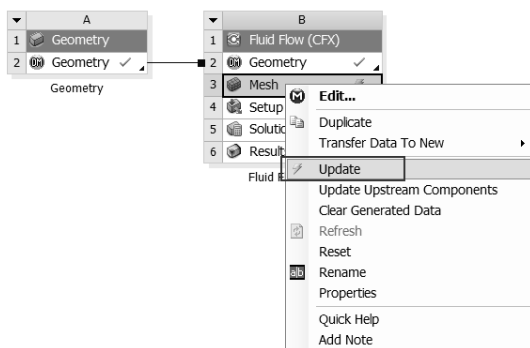 A
1 Geometry
2 Geometry
Geometry
B
1 Fluid Flow (CFX)
2 Geometry
3 Mesh
4 Setup
5 Solutic
6 Result
Fluid F
Edit...
Duplicate
Transfer Data To New
Update
Update Upstream Components
Clear Generated Data
Refresh
Reset
ab Rename
Properties
Quick Help
Add Note